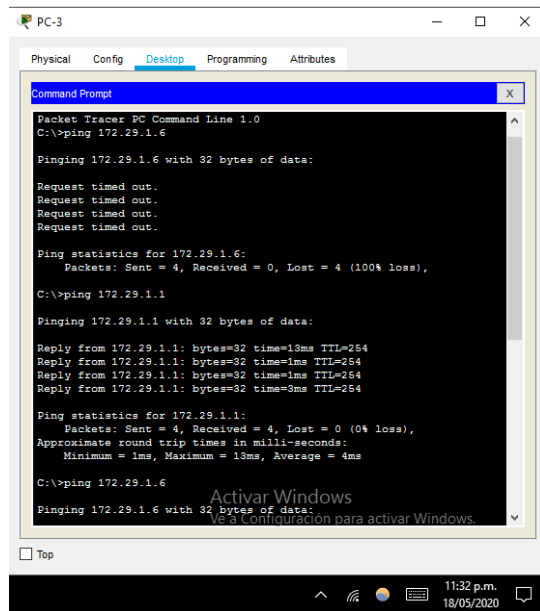 PC-3
Physical Config Desktop Programming Attributes
Command Prompt X
Packet Tracer PC Command Line 1.0
C:\>ping 172.29.1.6
Pinging 172.29.1.6 with 32 bytes of data:
Request timed out.
Request timed out.
Request timed out.
Request timed out.
Ping statistics for 172.29.1.6:
Packets: Sent = 4, Received = 0, Lost = 4 (100% loss),
C:\>ping 172.29.1.1
Pinging 172.29.1.1 with 32 bytes of data:
Reply from 172.29.1.1: bytes=32 time=13ms TTL=254
Reply from 172.29.1.1: bytes=32 time=1ms TTL=254
Reply from 172.29.1.1: bytes=32 time=1ms TTL=254
Reply from 172.29.1.1: bytes=32 time=3ms TTL=254
Ping statistics for 172.29.1.1:
Packets: Sent = 4, Received = 4, Lost = 0 (0% loss),
Approximate round trip times in milli-seconds:
Minimum = 1ms, Maximum = 13ms, Average = 4ms
C:\>ping 172.29.1.6
Activar Windows
Pinging 172.29.1.6 with 32 bytes of data:
Ve a Configuración para activar Windows.
Top
11:32 p.m.
18/05/2020